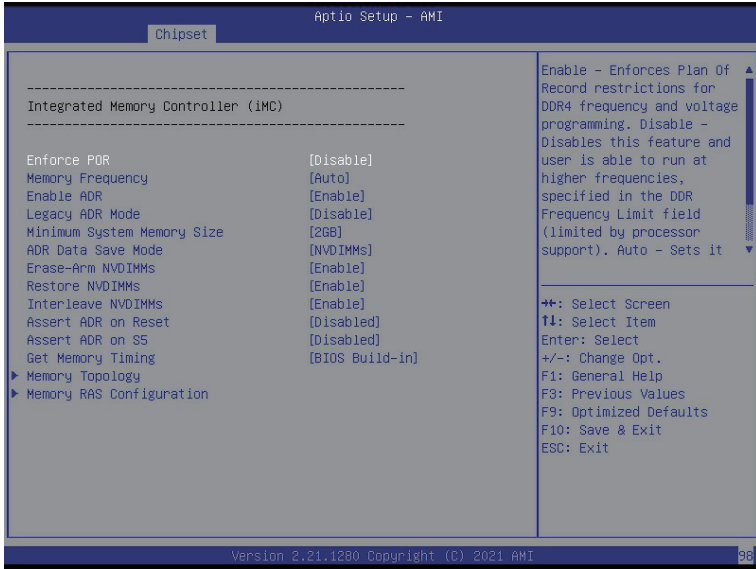 Aptio Setup – AMI
Chipset
Integrated Memory Controller (iMC)
Enforce POR [Disable]
Memory Frequency [Auto]
Enable ADR [Enable]
Legacy ADR Mode [Disable]
Minimum System Memory Size [2GB]
ADR Data Save Mode [NVDIMMs]
Erase-Arm NVDIMMs [Enable]
Restore NVDIMMs [Enable]
Interleave NVDIMMs [Enable]
Assert ADR on Reset [Disabled]
Assert ADR on S5 [Disabled]
Get Memory Timing [BIOS Build-in]
Memory Topology
Memory RAS Configuration
Enable – Enforces Plan Of
Record restrictions for
DDR4 frequency and voltage
programming. Disable –
Disables this feature and
user is able to run at
higher frequencies,
specified in the DDR
Frequency Limit field
(limited by processor
support). Auto – Sets it
→←: Select Screen
↑↓: Select Item
Enter: Select
+/-: Change Opt.
F1: General Help
F3: Previous Values
F9: Optimized Defaults
F10: Save & Exit
ESC: Exit
Version 2.21.1280 Copyright (C) 2021 AMI
98